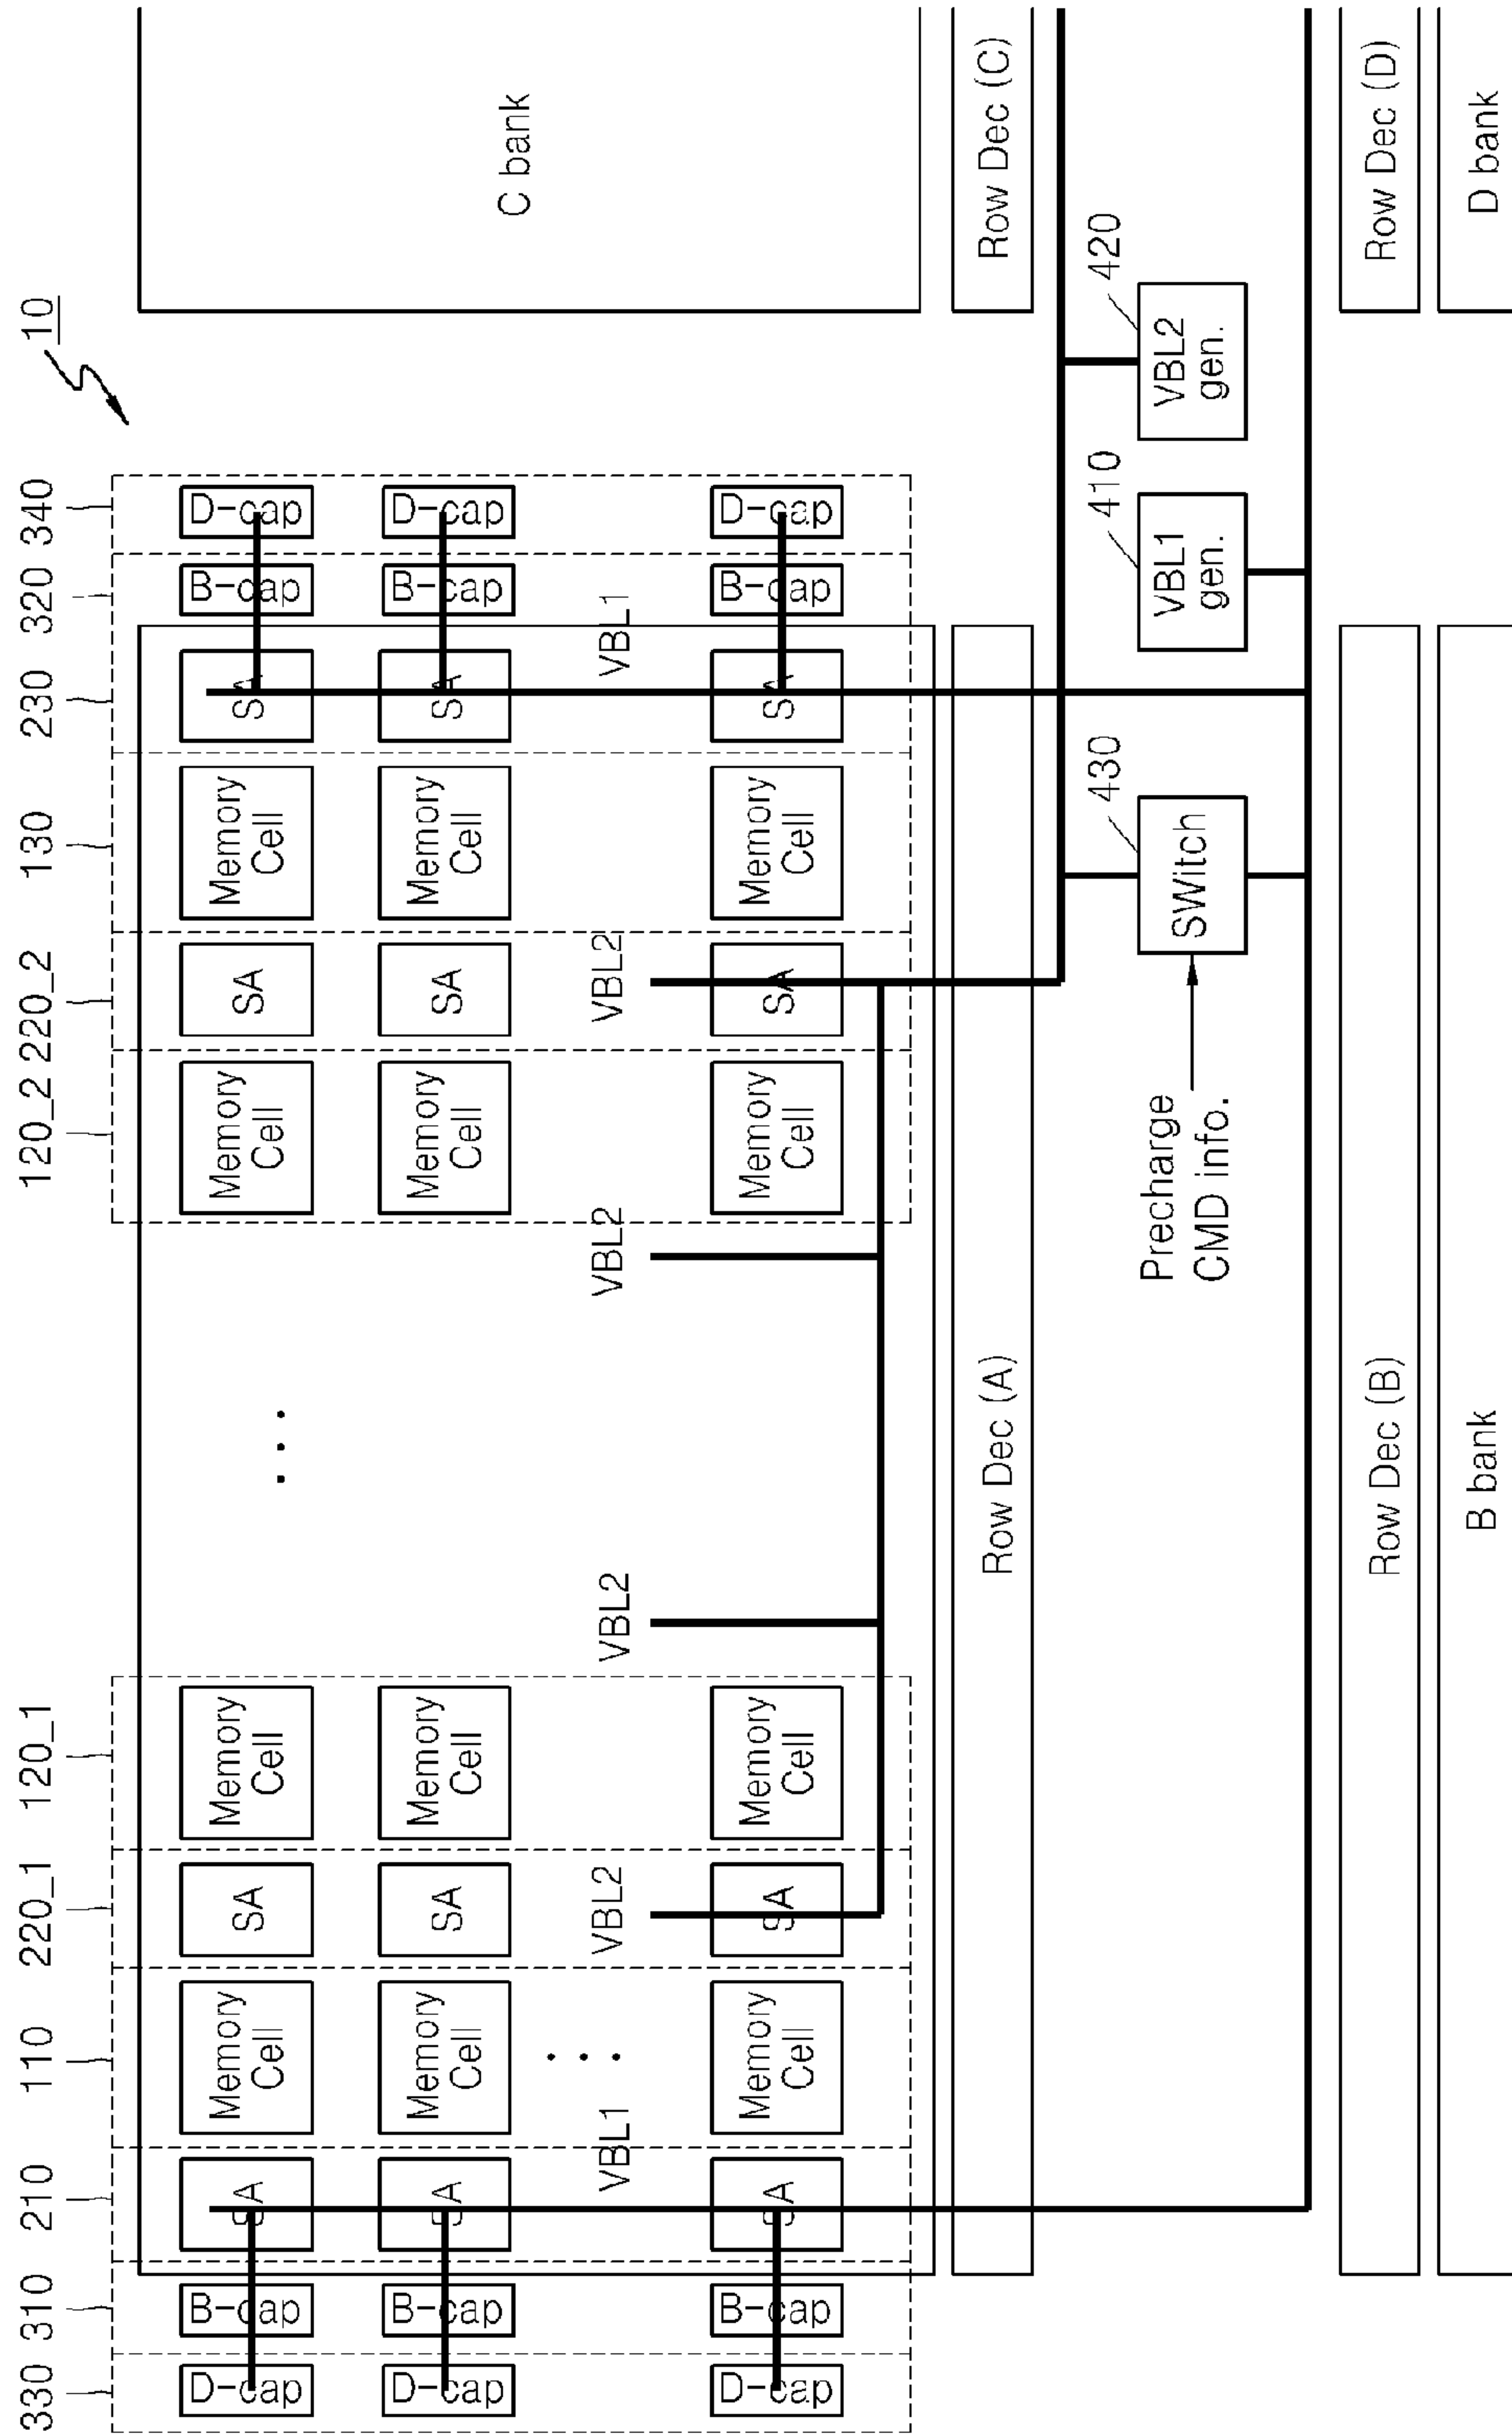 330 310 210 110 220_1 120_1 120_2 220_2 130 230 320 340 10
D-cap B-cap SA Memory Cell SA Memory Cell ... Memory Cell SA Memory Cell SA B-cap D-cap
D-cap B-cap SA Memory Cell SA Memory Cell Memory Cell SA Memory Cell SA B-cap D-cap
C bank
VBL1 ... VBL2 VBL2 VBL2 VBL2 VBL1
D-cap B-cap SA Memory Cell SA Memory Cell Memory Cell SA Memory Cell SA B-cap D-cap
Row Dec (A)
Row Dec (C)
430 410 420
Precharge
CMD info.
SWitch
VBL1
gen.
VBL2
gen.
Row Dec (B)
Row Dec (D)
B bank
D bank